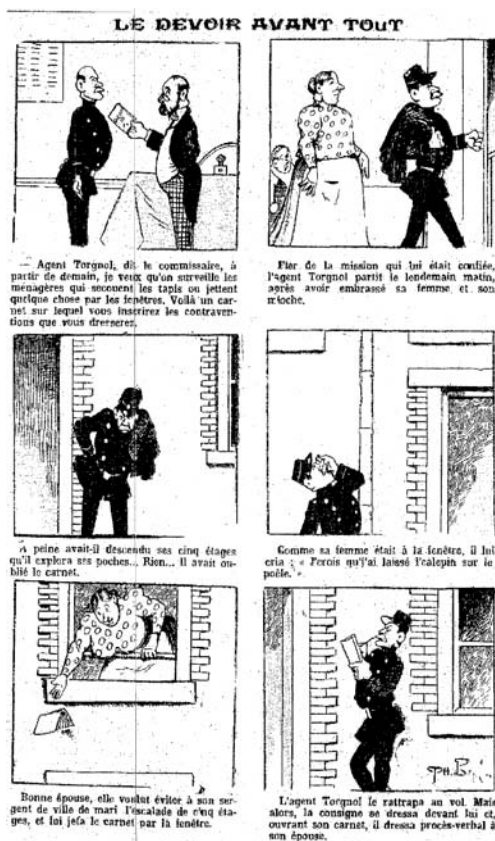 LE DEVOIR AVANT TOUT
— Agent Torgnol, dit le commissaire, à
partir de demain, je veux qu'on surveille les
ménagères qui secouent les tapis ou jettent
quelque chose par les fenêtres. Voilà un car-
net sur lequel vous inscrirez les contraven-
tions que vous dresserez.
Fier de la mission qui lui était confiée,
l'agent Torgnol partit le lendemain matin,
après avoir embrassé sa femme et son
mioche.
A peine avait-il descendu ses cinq étages
qu'il explora ses poches... Rien... Il avait ou-
blié le carnet.
Comme sa femme était à la fenêtre, il lui
cria : « J'crois qu'j'ai laissé l'calepin sur le
poêle. »
Bonne épouse, elle voulut éviter à son ser-
gent de ville de mari l'escalade de cinq éta-
ges, et lui jeta le carnet par la fenêtre.
L'agent Torgnol le rattrapa au vol. Mais
alors, la consigne se dressa devant lui et,
ouvrant son carnet, il dressa procès-verbal à
son épouse.